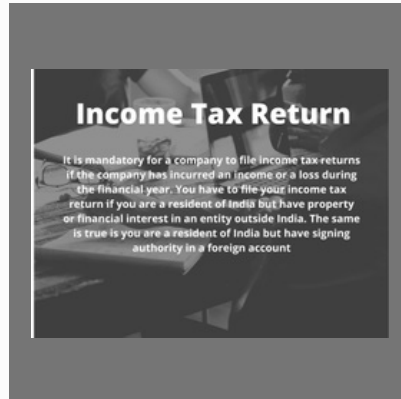 Income Tax Return
It is mandatory for a company to file income tax returns
if the company has incurred an income or a loss during
the financial year. You have to file your income tax
return if you are a resident of India but have property
or financial interest in an entity outside India. The same
is true is you are a resident of India but have signing
authority in a foreign account